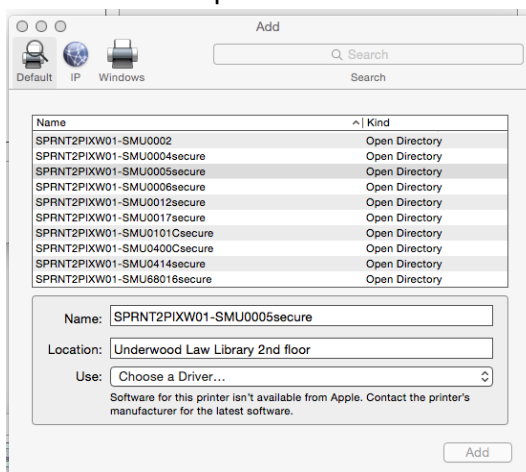 Add
Search
Default IP Windows Search
Name Kind
SPRNT2PIXW01-SMU0002 Open Directory
SPRNT2PIXW01-SMU0004secure Open Directory
SPRNT2PIXW01-SMU0005secure Open Directory
SPRNT2PIXW01-SMU0006secure Open Directory
SPRNT2PIXW01-SMU0012secure Open Directory
SPRNT2PIXW01-SMU0017secure Open Directory
SPRNT2PIXW01-SMU0101Csecure Open Directory
SPRNT2PIXW01-SMU0400Csecure Open Directory
SPRNT2PIXW01-SMU0414secure Open Directory
SPRNT2PIXW01-SMU68016secure Open Directory
Name: SPRNT2PIXW01-SMU0005secure
Location: Underwood Law Library 2nd floor
Use: Choose a Driver...
Software for this printer isn't available from Apple. Contact the printer's
manufacturer for the latest software.
Add